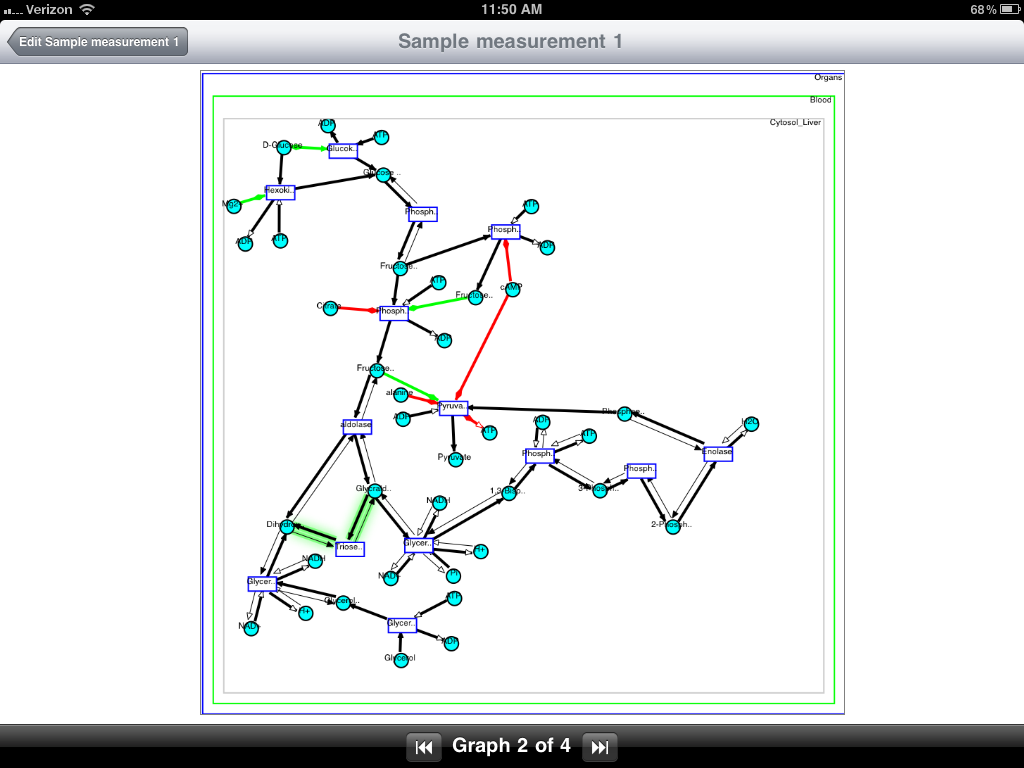 Verizon
11:50 AM
68%
Edit Sample measurement 1
Sample measurement 1
Organs
Blood
Cytosol_Liver
ADP
ATP
D-Glucose
Glucok..
Glucose ..
Hexoki..
Mg2+
ADP
ATP
Phosph..
ATP
Phosph..
ADP
Fructose..
ATP
Fructose..
cAMP
Citrate
Phosph..
ADP
Fructose..
alanine
Pyruva..
ADP
ATP
Phosphoe..
H2O
aldolase
ADP
ATP
Pyruvate
Phosph..
Enolase
Phosph..
Glycerald..
1,3-Bisp..
3-Phosph..
NADH
Dihydro..
2-Phosph..
Triose..
Glycer..
H+
NADH
NAD+
Pi
Glycer..
Glycerol..
ATP
H+
NAD+
Glycer..
ADP
Glycerol
Graph 2 of 4